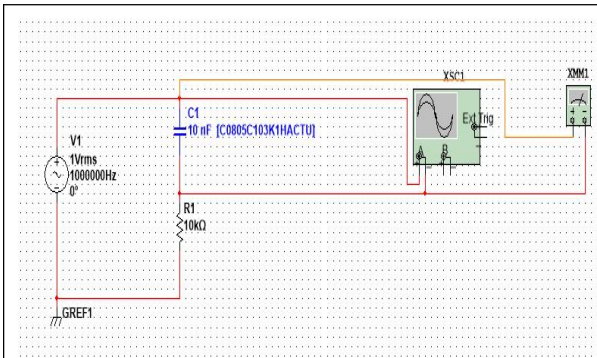 XSC1
XMM1
C1
10 nF [C0805C103K1HACTU]
Ext Trig
V1
1Vrms
1000000Hz
0°
A
B
R1
10kΩ
GREF1